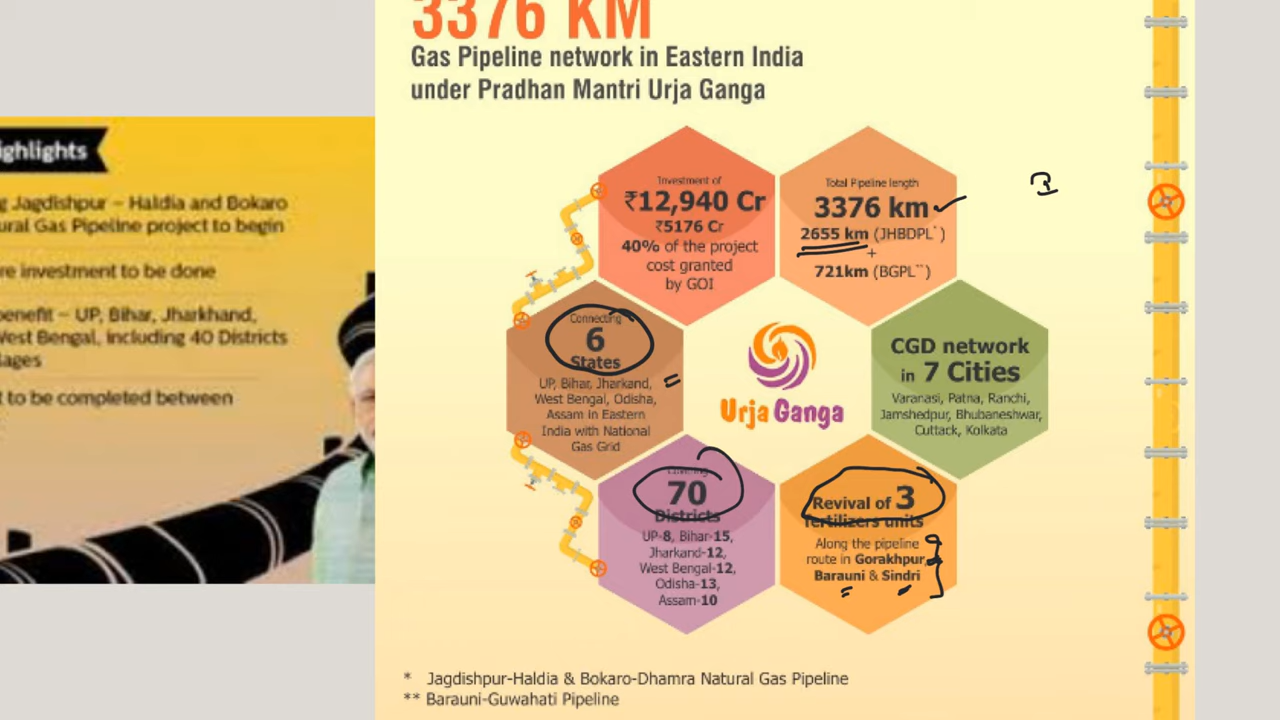 3376 KM
Gas Pipeline network in Eastern India
under Pradhan Mantri Urja Ganga
ghlights
g Jagdishpur – Haldia and Bokaro
ural Gas Pipeline project to begin
re investment to be done
benefit – UP, Bihar, Jharkhand,
West Bengal, including 40 Districts
lages
t to be completed between
Investment of
₹12,940 Cr
₹5176 Cr
40% of the project
cost granted
by GOI
Total Pipeline length
3376 km
2655 km (JHBDPL*)
+
721km (BGPL**)
Connecting
6
States
UP, Bihar, Jharkand,
West Bengal, Odisha,
Assam in Eastern
India with National
Gas Grid
Urja Ganga
CGD network
in 7 Cities
Varanasi, Patna, Ranchi,
Jamshedpur, Bhubaneshwar,
Cuttack, Kolkata
70
Districts
UP-8, Bihar-15,
Jharkand-12,
West Bengal-12,
Odisha-13,
Assam-10
Revival of 3
fertilizers units
Along the pipeline
route in Gorakhpur,
Barauni & Sindri
* Jagdishpur-Haldia & Bokaro-Dhamra Natural Gas Pipeline
** Barauni-Guwahati Pipeline